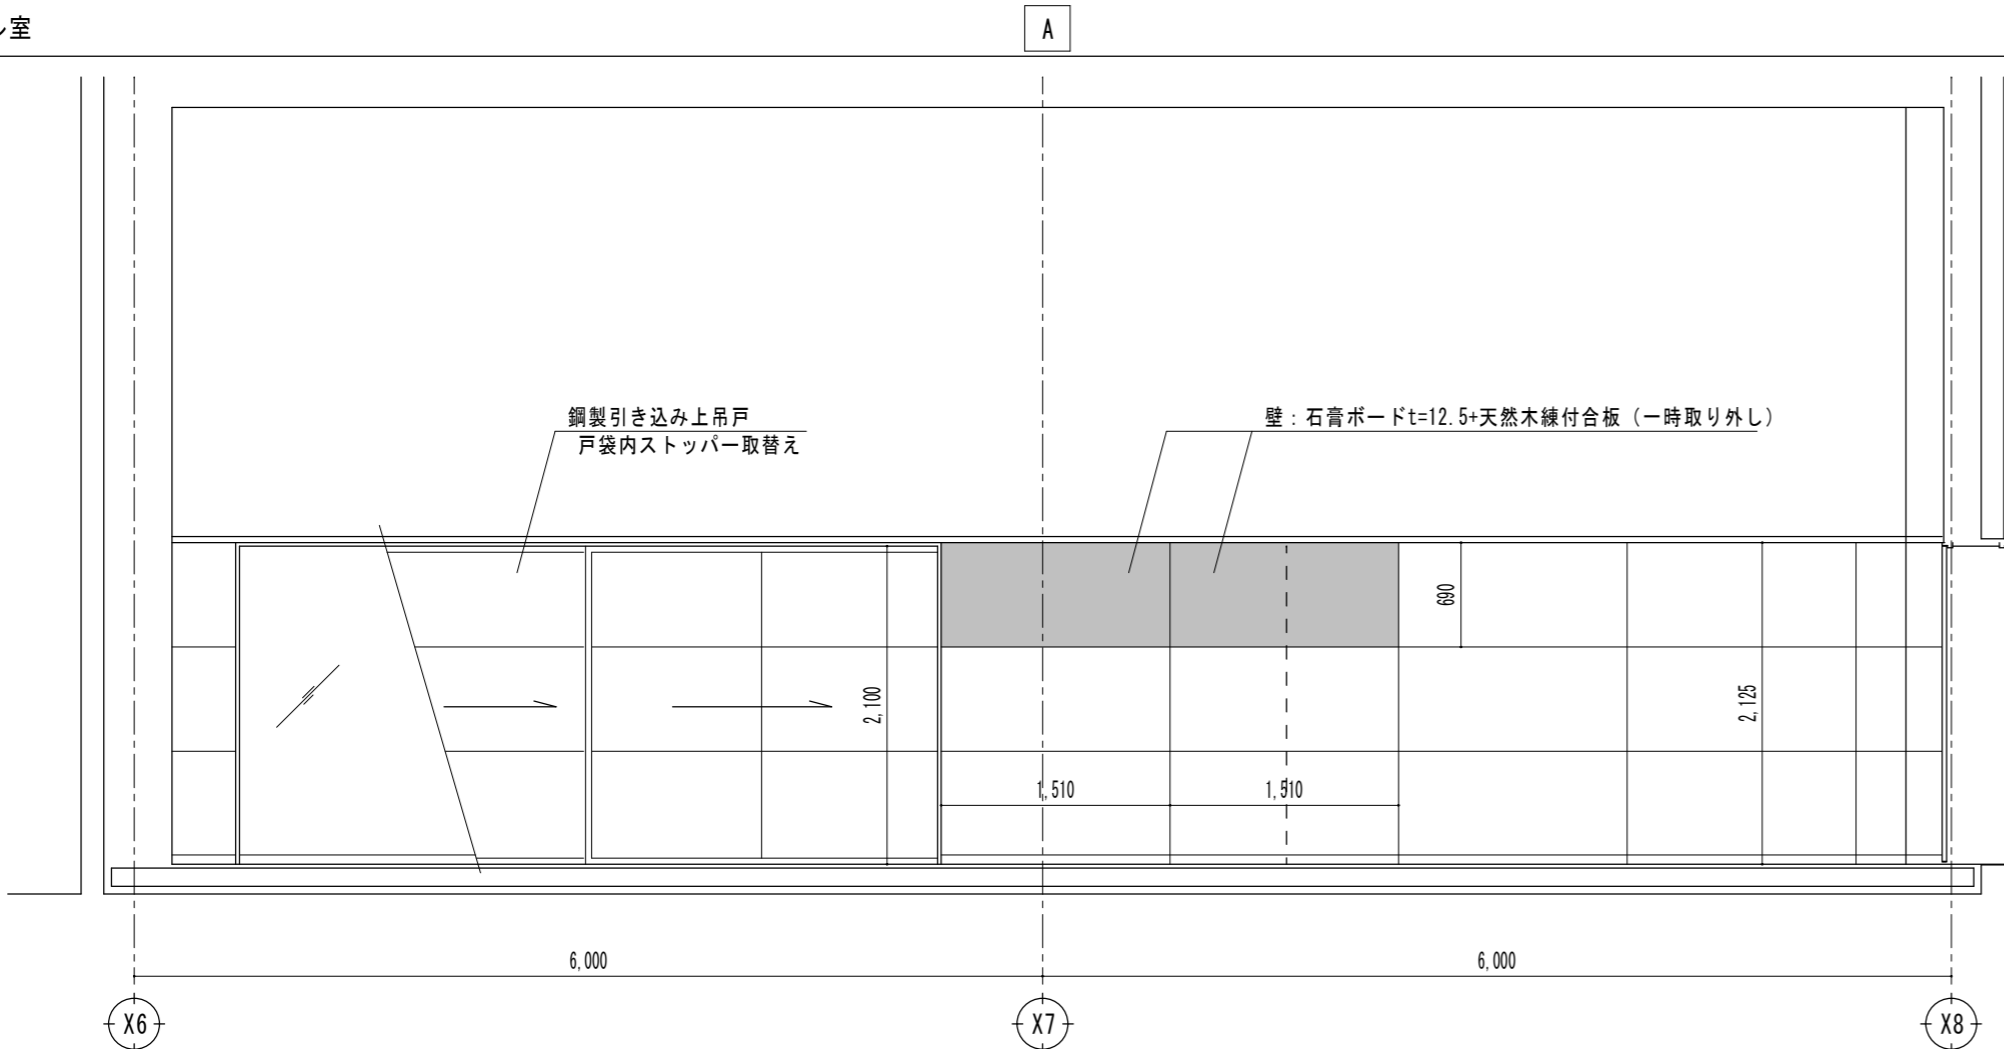 室
A
鋼製引き込み上吊戸
戸袋内ストッパー取替え
壁：石膏ボードt=12.5+天然木練付合板（一時取り外し）
690
2,100
2,125
1,510
1,510
6,000
6,000
X6
X7
X8